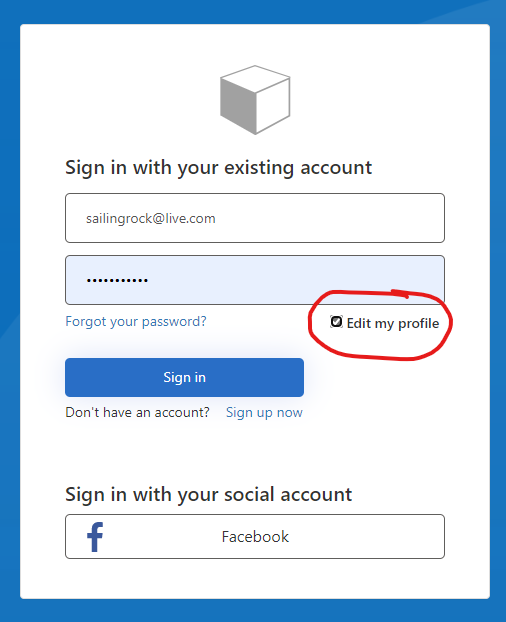 Sign in with your existing account
sailingrock@live.com
•••••••••••
Forgot your password?
Edit my profile
Sign in
Don't have an account? Sign up now
Sign in with your social account
Facebook